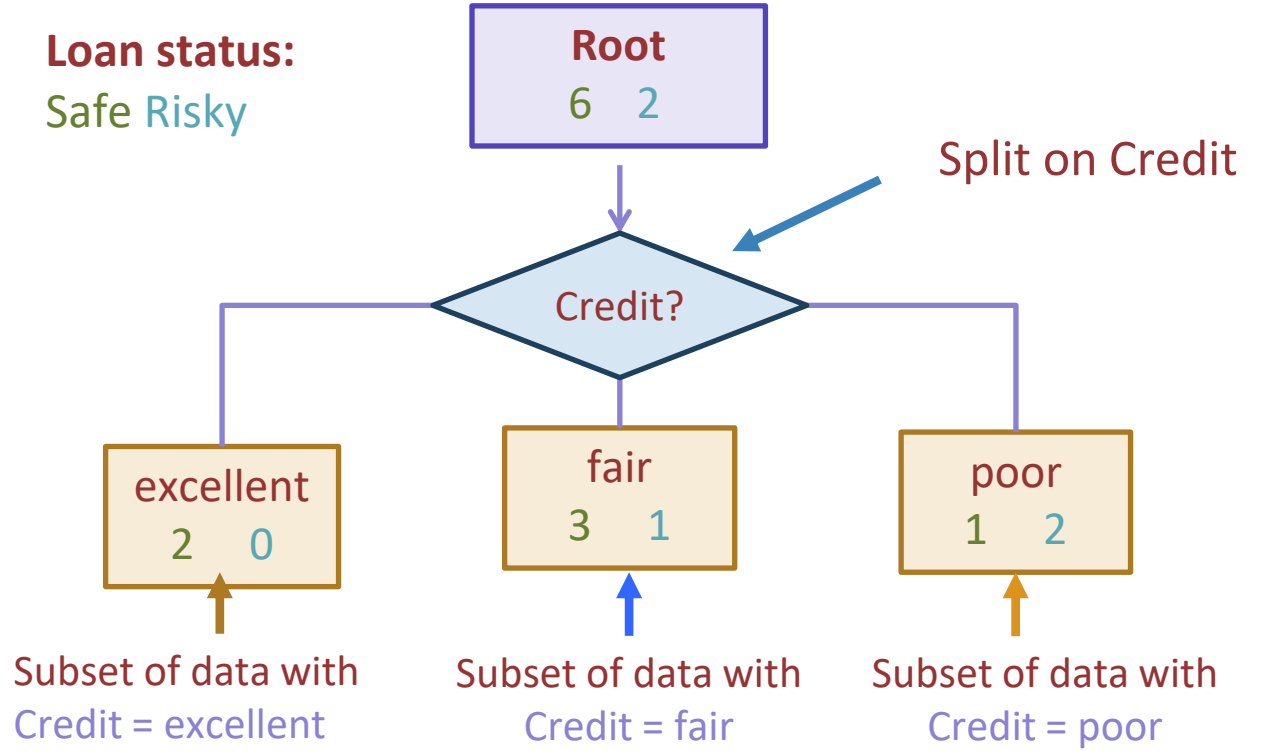 Loan status:
Safe Risky
Root
6 2
Split on Credit
Credit?
excellent
2 0
fair
3 1
poor
1 2
Subset of data with
Credit = excellent
Subset of data with
Credit = fair
Subset of data with
Credit = poor